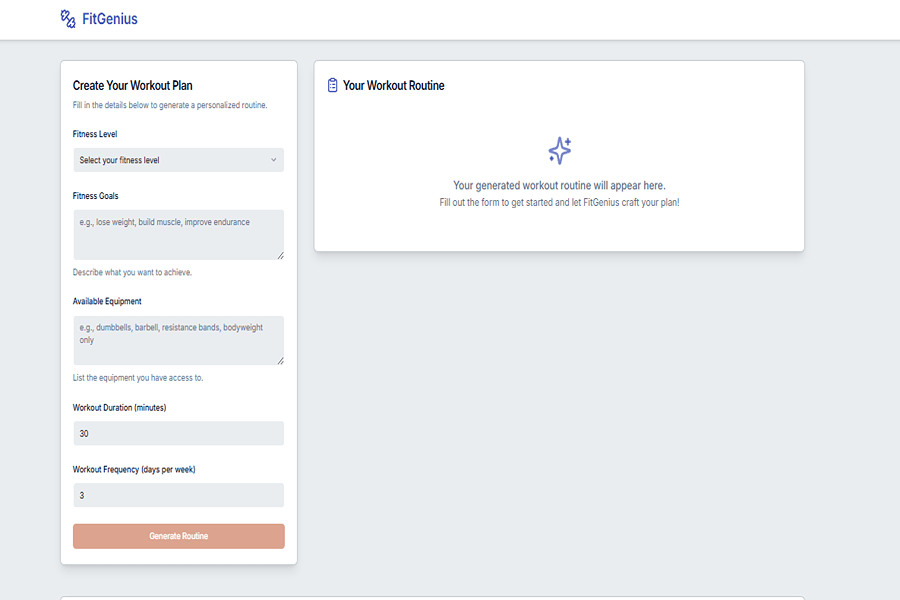 FitGenius
Create Your Workout Plan
Fill in the details below to generate a personalized routine.
Fitness Level
Select your fitness level
Fitness Goals
e.g., lose weight, build muscle, improve endurance
Describe what you want to achieve.
Available Equipment
e.g., dumbbells, barbell, resistance bands, bodyweight
only
List the equipment you have access to.
Workout Duration (minutes)
30
Workout Frequency (days per week)
3
Generate Routine
Your Workout Routine
Your generated workout routine will appear here.
Fill out the form to get started and let FitGenius craft your plan!